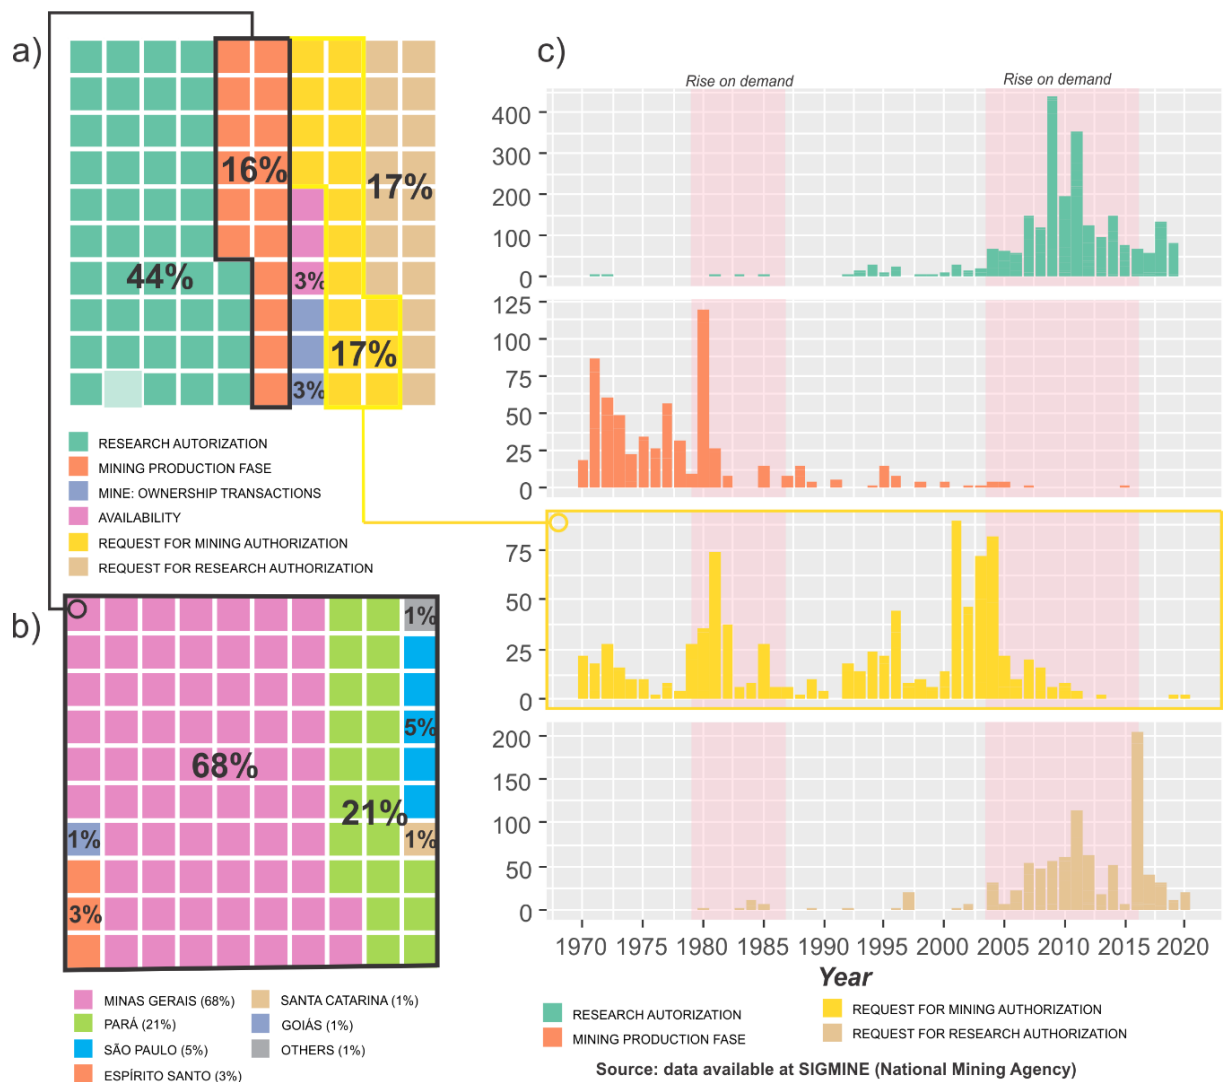 a)
16%
17%
44%
3%
17%
3%
RESEARCH AUTORIZATION
MINING PRODUCTION FASE
MINE: OWNERSHIP TRANSACTIONS
AVAILABILITY
REQUEST FOR MINING AUTHORIZATION
REQUEST FOR RESEARCH AUTHORIZATION
b)
1%
5%
68%
21%
1%
1%
3%
MINAS GERAIS (68%)
PARÁ (21%)
SÃO PAULO (5%)
ESPÍRITO SANTO (3%)
SANTA CATARINA (1%)
GOIÁS (1%)
OTHERS (1%)
c)
Rise on demand
Rise on demand
400
300
200
100
0
125
100
75
50
25
0
75
50
25
0
200
150
100
50
0
1970 1975 1980 1985 1990 1995 2000 2005 2010 2015 2020
Year
RESEARCH AUTORIZATION
MINING PRODUCTION FASE
REQUEST FOR MINING AUTHORIZATION
REQUEST FOR RESEARCH AUTHORIZATION
Source: data available at SIGMINE (National Mining Agency)